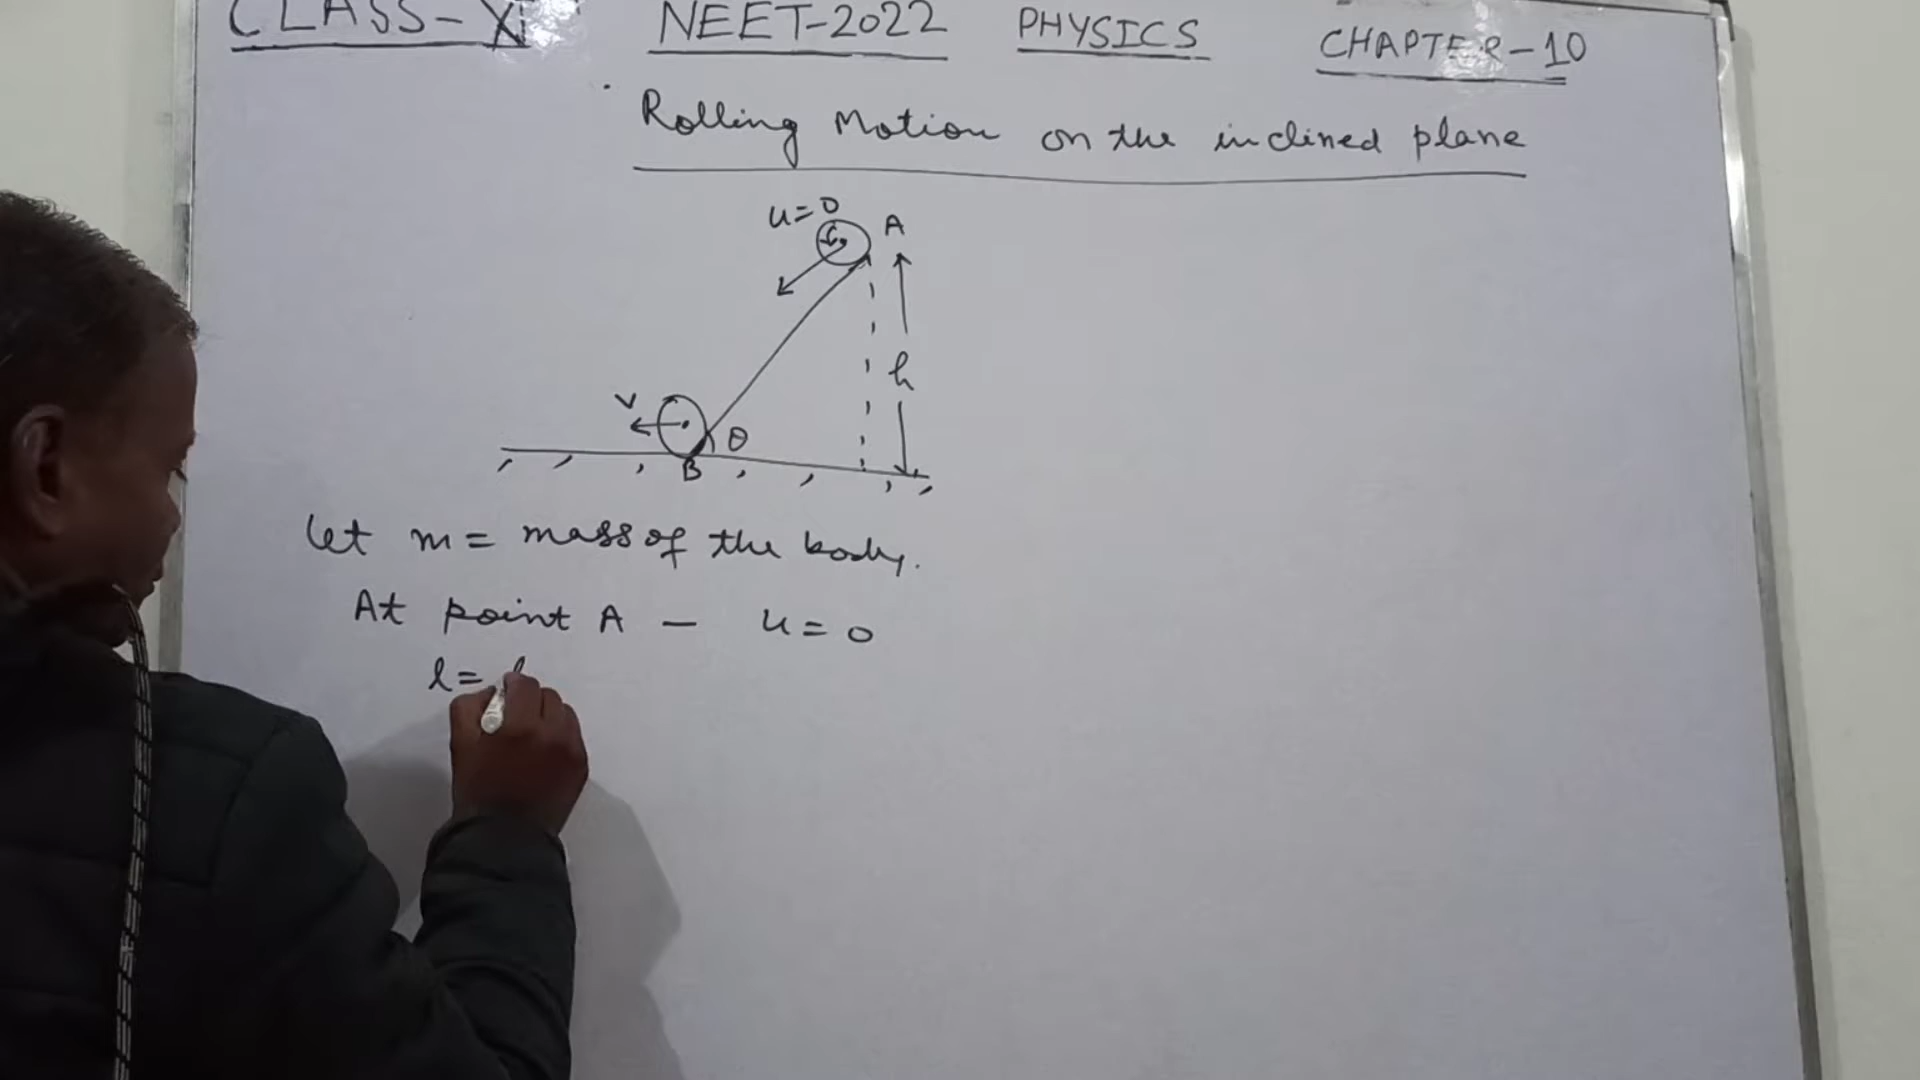 CLASS-XI NEET-2022 PHYSICS CHAPTER-10
Rolling Motion on the inclined plane
u=0
A
h
v
θ
B
Let m = mass of the body.
At point A - u=0
l=